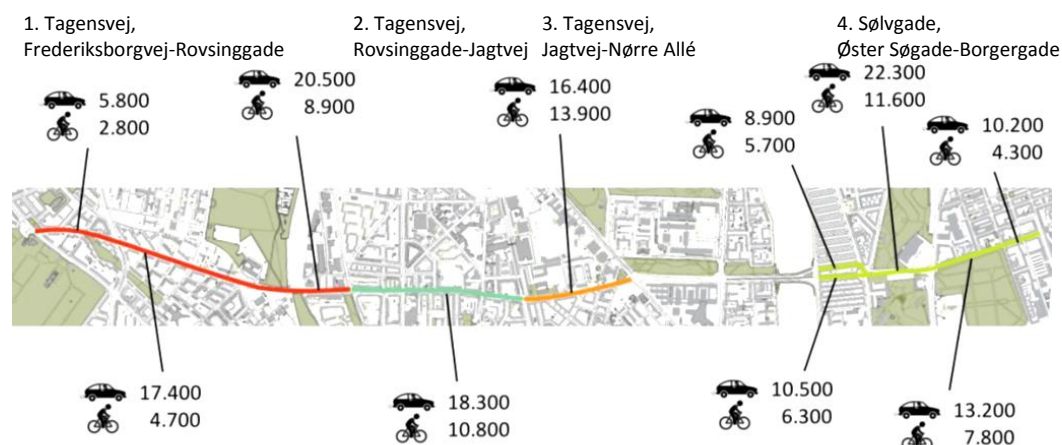 1. Tagensvej,
Frederiksborgvej-Rovsinggade
2. Tagensvej,
Rovsinggade-Jagtvej
3. Tagensvej,
Jagtvej-Nørre Allé
4. Sølvgade,
Øster Søgade-Borgergade
5.800
2.800
20.500
8.900
16.400
13.900
8.900
5.700
22.300
11.600
10.200
4.300
17.400
4.700
18.300
10.800
10.500
6.300
13.200
7.800